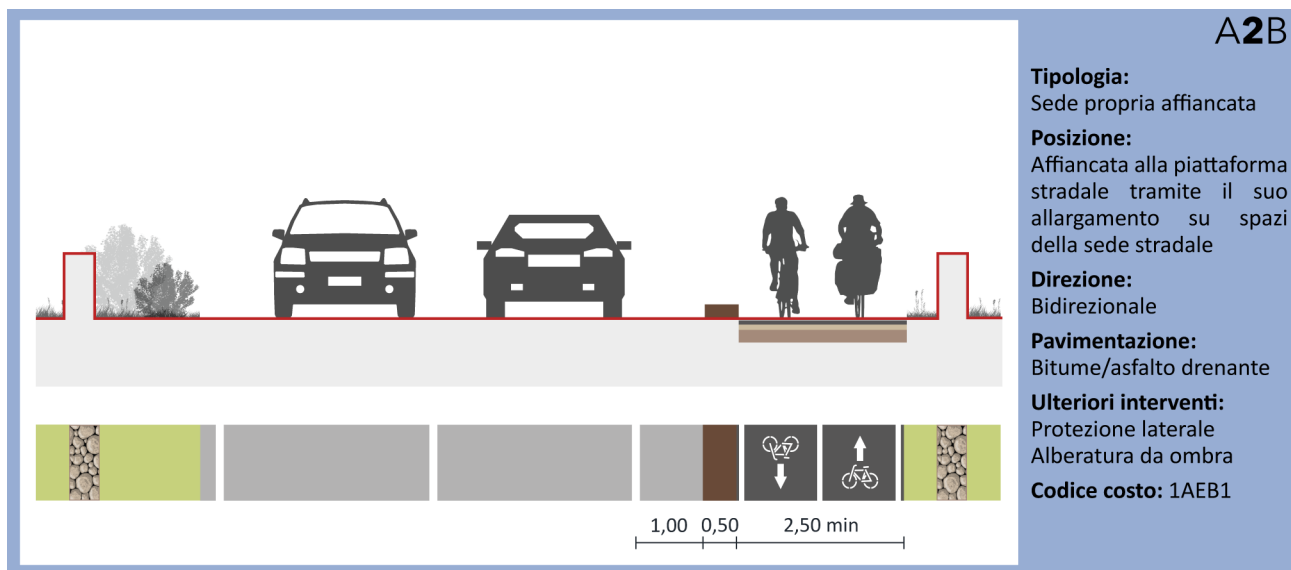 A2B
Tipologia:
Sede propria affiancata
Posizione:
Affiancata alla piattaforma
stradale tramite il suo
allargamento su spazi
della sede stradale
Direzione:
Bidirezionale
Pavimentazione:
Bitume/asfalto drenante
Ulteriori interventi:
Protezione laterale
Alberatura da ombra
Codice costo: 1AEB1
1,00 0,50 2,50 min